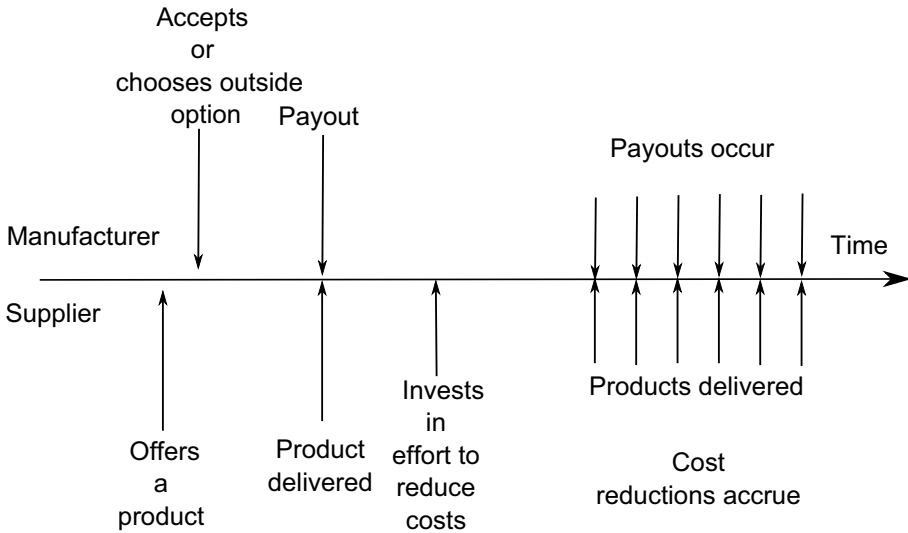 Accepts
or
chooses outside
option
Payout
Payouts occur
Manufacturer
Time
Supplier
Offers
a
product
Product
delivered
Invests
in
effort to
reduce
costs
Products delivered
Cost
reductions accrue